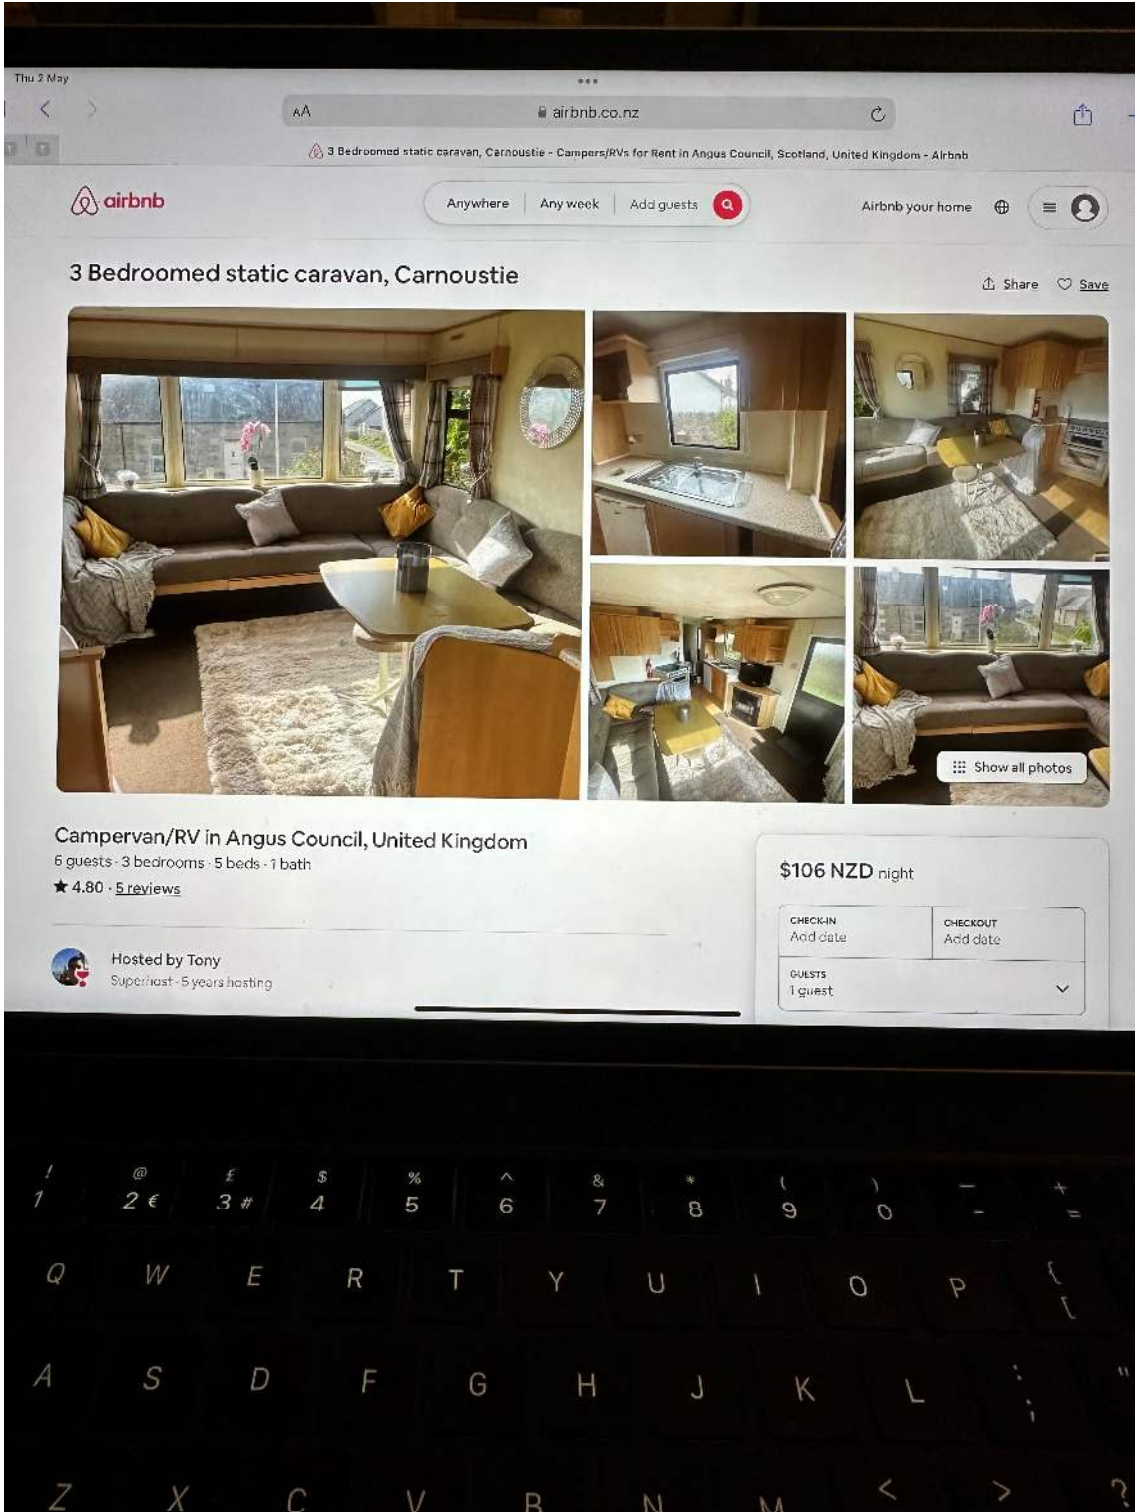 Thu 2 May
AA
airbnb.co.nz
3 Bedroomed static caravan, Carnoustie - Campers/RVs for Rent in Angus Council, Scotland, United Kingdom - Airbnb
airbnb
Anywhere Any week Add guests
Airbnb your home
3 Bedroomed static caravan, Carnoustie
Share Save
Show all photos
Campervan/RV in Angus Council, United Kingdom
6 guests · 3 bedrooms · 5 beds · 1 bath
★ 4.80 · 5 reviews
$106 NZD night
CHECK-IN CHECKOUT
Add date Add date
GUESTS
1 guest
Hosted by Tony
Superhost · 5 years hosting
! @ £ $ % ^ & * ( ) _ +
1 2 € 3 # 4 5 6 7 8 9 0 - =
Q W E R T Y U I O P { [
A S D F G H J K L : ; "
Z X C V B N M < > ?